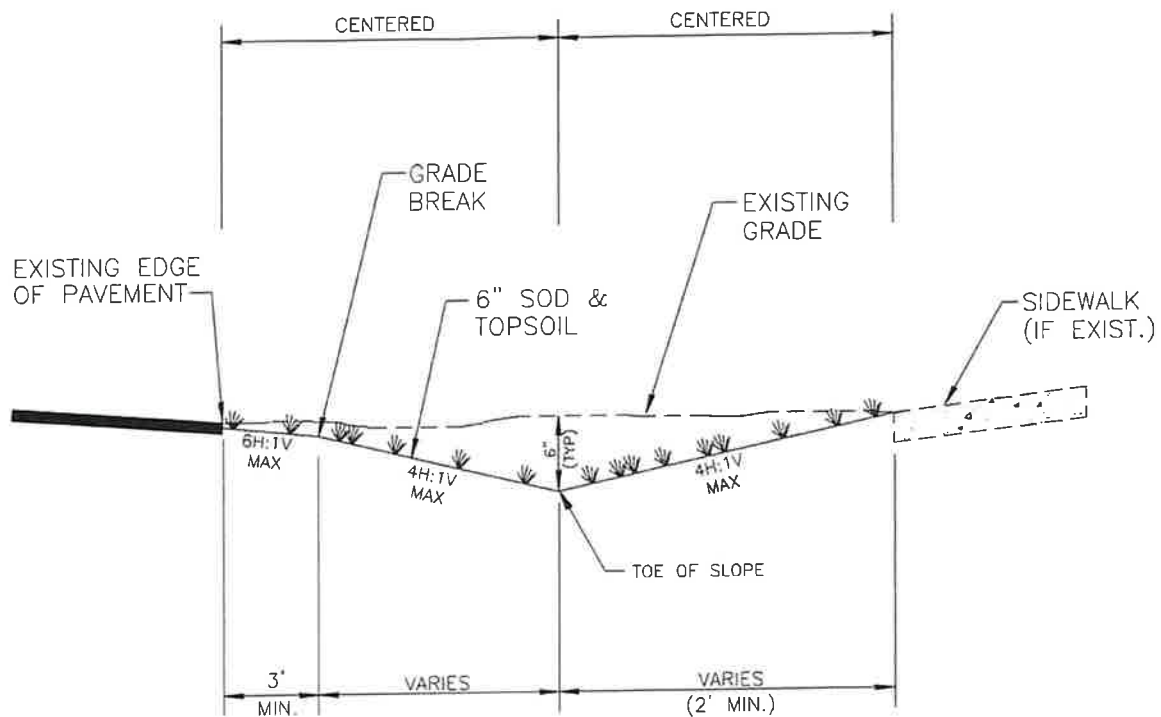 CENTERED
CENTERED
GRADE
BREAK
EXISTING
GRADE
EXISTING EDGE
OF PAVEMENT
6" SOD &
TOPSOIL
SIDEWALK
(IF EXIST.)
6H:1V
MAX
4H:1V
MAX
6"
(TYP)
4H:1V
MAX
TOE OF SLOPE
3'
MIN.
VARIES
VARIES
(2' MIN.)